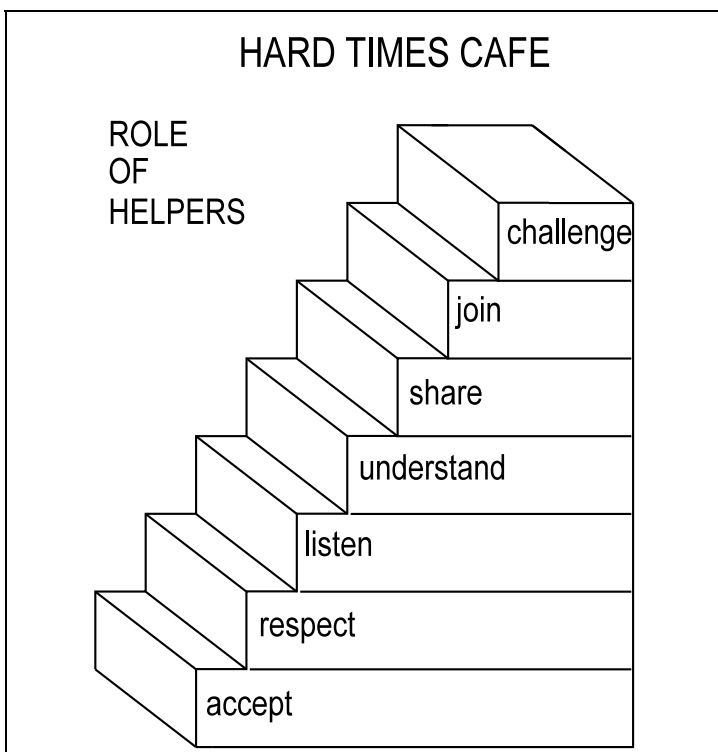 HARD TIMES CAFE
ROLE
OF
HELPERS
challenge
join
share
understand
listen
respect
accept